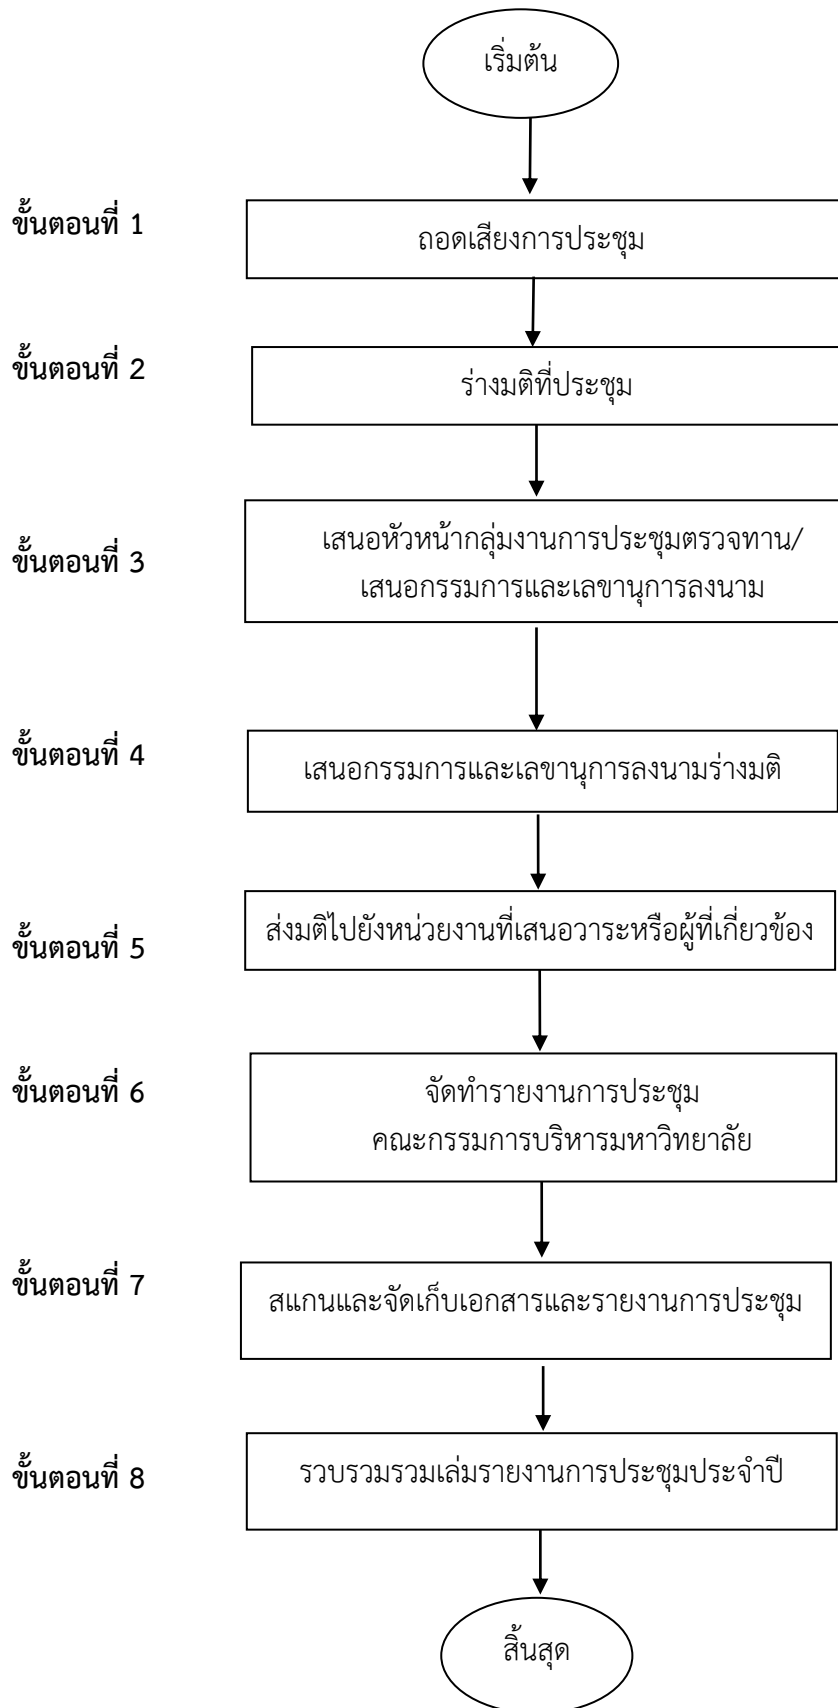 เริ่มต้น
ขั้นตอนที่ 1
ถอดเสียงการประชุม
ขั้นตอนที่ 2
ร่างมติที่ประชุม
ขั้นตอนที่ 3
เสนอหัวหน้ากลุ่มงานการประชุมตรวจทาน/
เสนอกรรมการและเลขานุการลงนาม
ขั้นตอนที่ 4
เสนอกรรมการและเลขานุการลงนามร่างมติ
ขั้นตอนที่ 5
ส่งมติไปยังหน่วยงานที่เสนอวาระหรือผู้ที่เกี่ยวข้อง
ขั้นตอนที่ 6
จัดทำรายงานการประชุม
คณะกรรมการบริหารมหาวิทยาลัย
ขั้นตอนที่ 7
สแกนและจัดเก็บเอกสารและรายงานการประชุม
ขั้นตอนที่ 8
รวบรวมรวมเล่มรายงานการประชุมประจำปี
สิ้นสุด